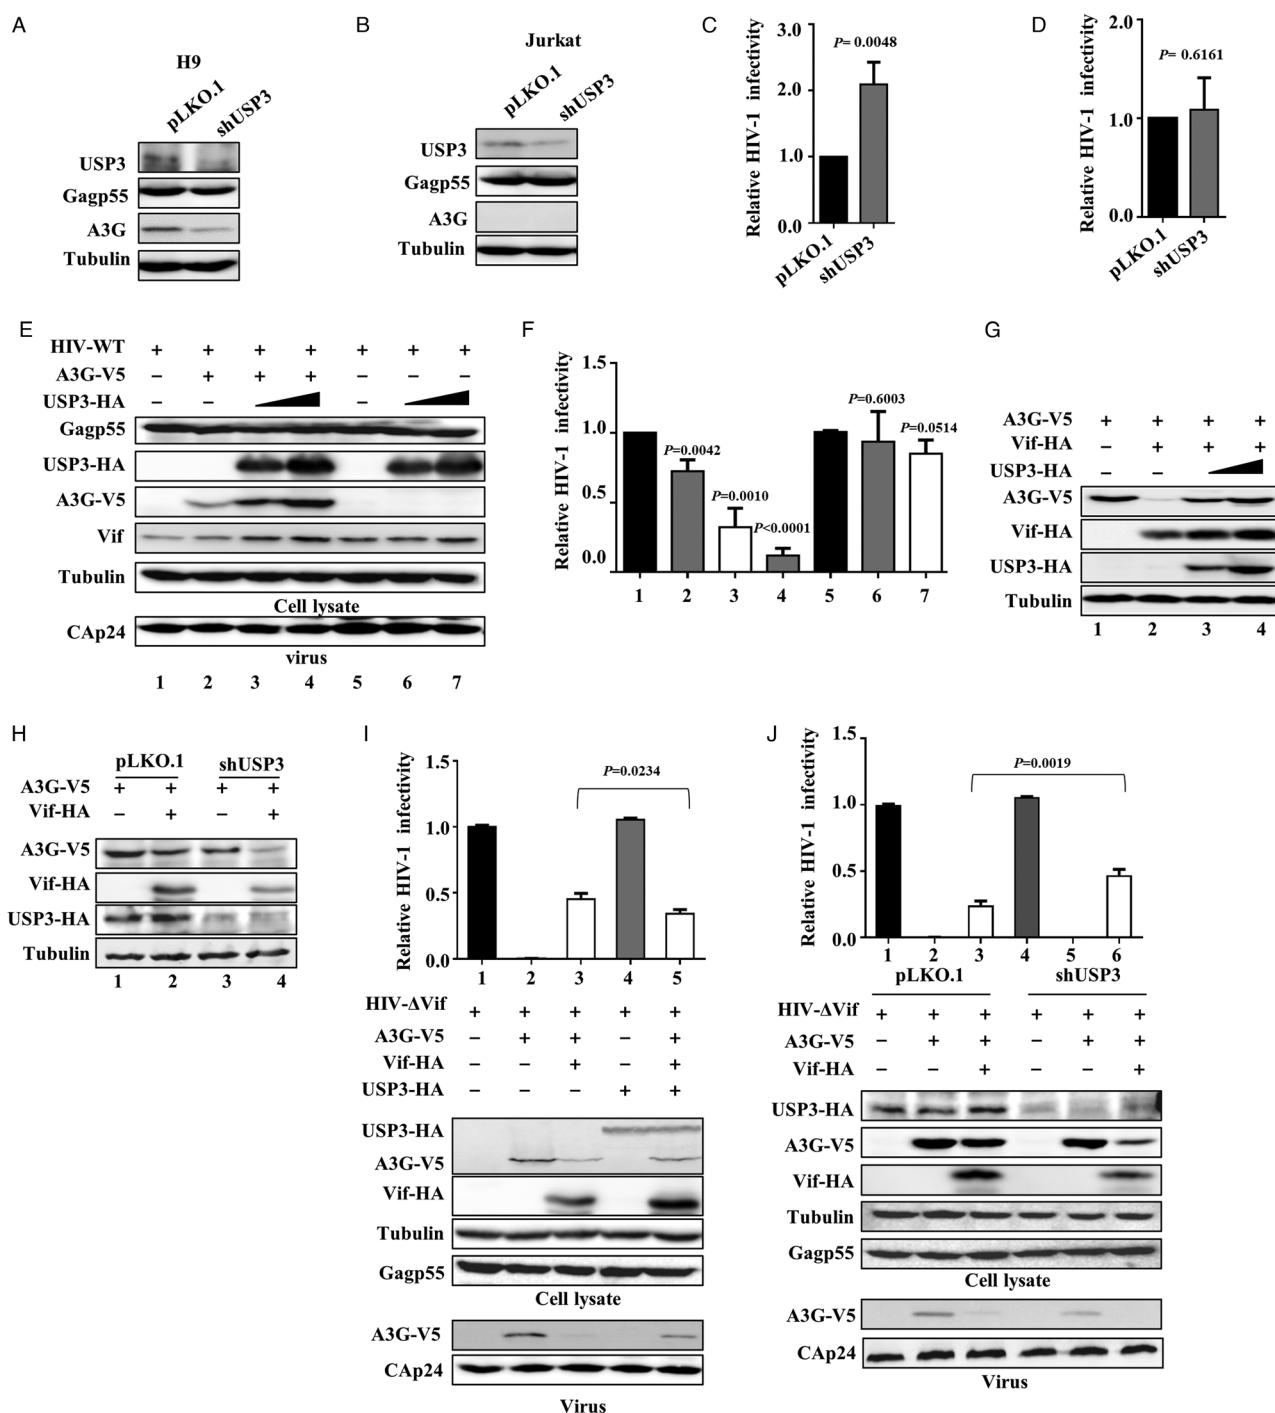 A
H9
pLKO.1 shUSP3
USP3
Gagp55
A3G
Tubulin
B
Jurkat
pLKO.1 shUSP3
USP3
Gagp55
A3G
Tubulin
C
Relative HIV-1 infectivity
3.0
2.0
1.0
0.0
P= 0.0048
pLKO.1 shUSP3
D
Relative HIV-1 infectivity
2.0
1.0
0.0
P= 0.6161
pLKO.1 shUSP3
E
HIV-WT + + + + + + +
A3G-V5 – + + + – – –
USP3-HA – – –
Gagp55
USP3-HA
A3G-V5
Vif
Tubulin
Cell lysate
CAp24
virus
1 2 3 4 5 6 7
F
Relative HIV-1 infectivity
1.5
1.0
0.5
0.0
P=0.0042
P=0.0010
P<0.0001
P=0.6003
P=0.0514
1 2 3 4 5 6 7
G
A3G-V5 + + + +
Vif-HA – + + +
USP3-HA – –
A3G-V5
Vif-HA
USP3-HA
Tubulin
1 2 3 4
H
pLKO.1 shUSP3
A3G-V5 + + + +
Vif-HA – + – +
A3G-V5
Vif-HA
USP3-HA
Tubulin
1 2 3 4
I
Relative HIV-1 infectivity
1.5
1.0
0.5
0.0
P=0.0234
1 2 3 4 5
HIV-ΔVif + + + + +
A3G-V5 – + + – +
Vif-HA – – + – +
USP3-HA – – – + +
USP3-HA
A3G-V5
Vif-HA
Tubulin
Gagp55
Cell lysate
A3G-V5
CAp24
Virus
J
Relative HIV-1 infectivity
1.5
1.0
0.5
0.0
P=0.0019
1 2 3 4 5 6
pLKO.1 shUSP3
HIV-ΔVif + + + + + +
A3G-V5 – + + – + +
Vif-HA – – + – – +
USP3-HA
A3G-V5
Vif-HA
Tubulin
Gagp55
Cell lysate
A3G-V5
CAp24
Virus